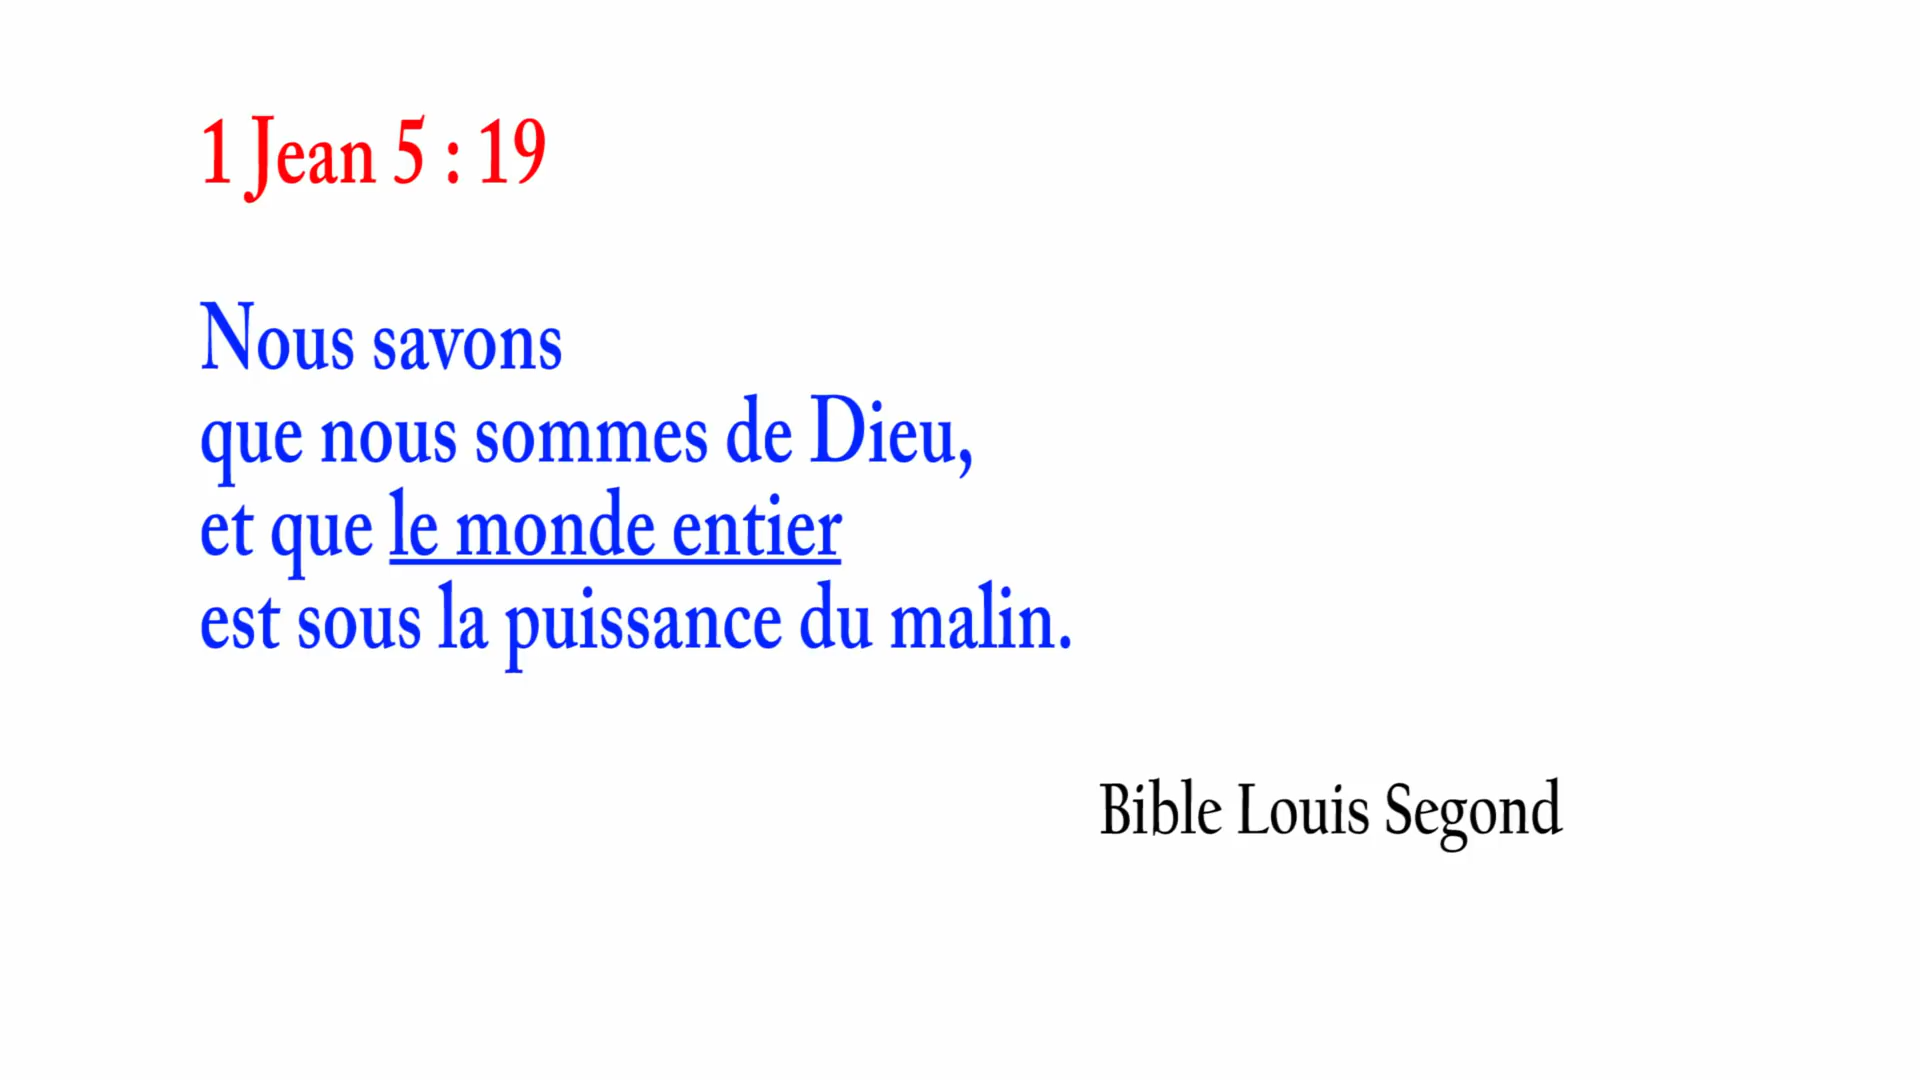 1 Jean 5 : 19
Nous savons
que nous sommes de Dieu,
et que le monde entier
est sous la puissance du malin.
Bible Louis Segond